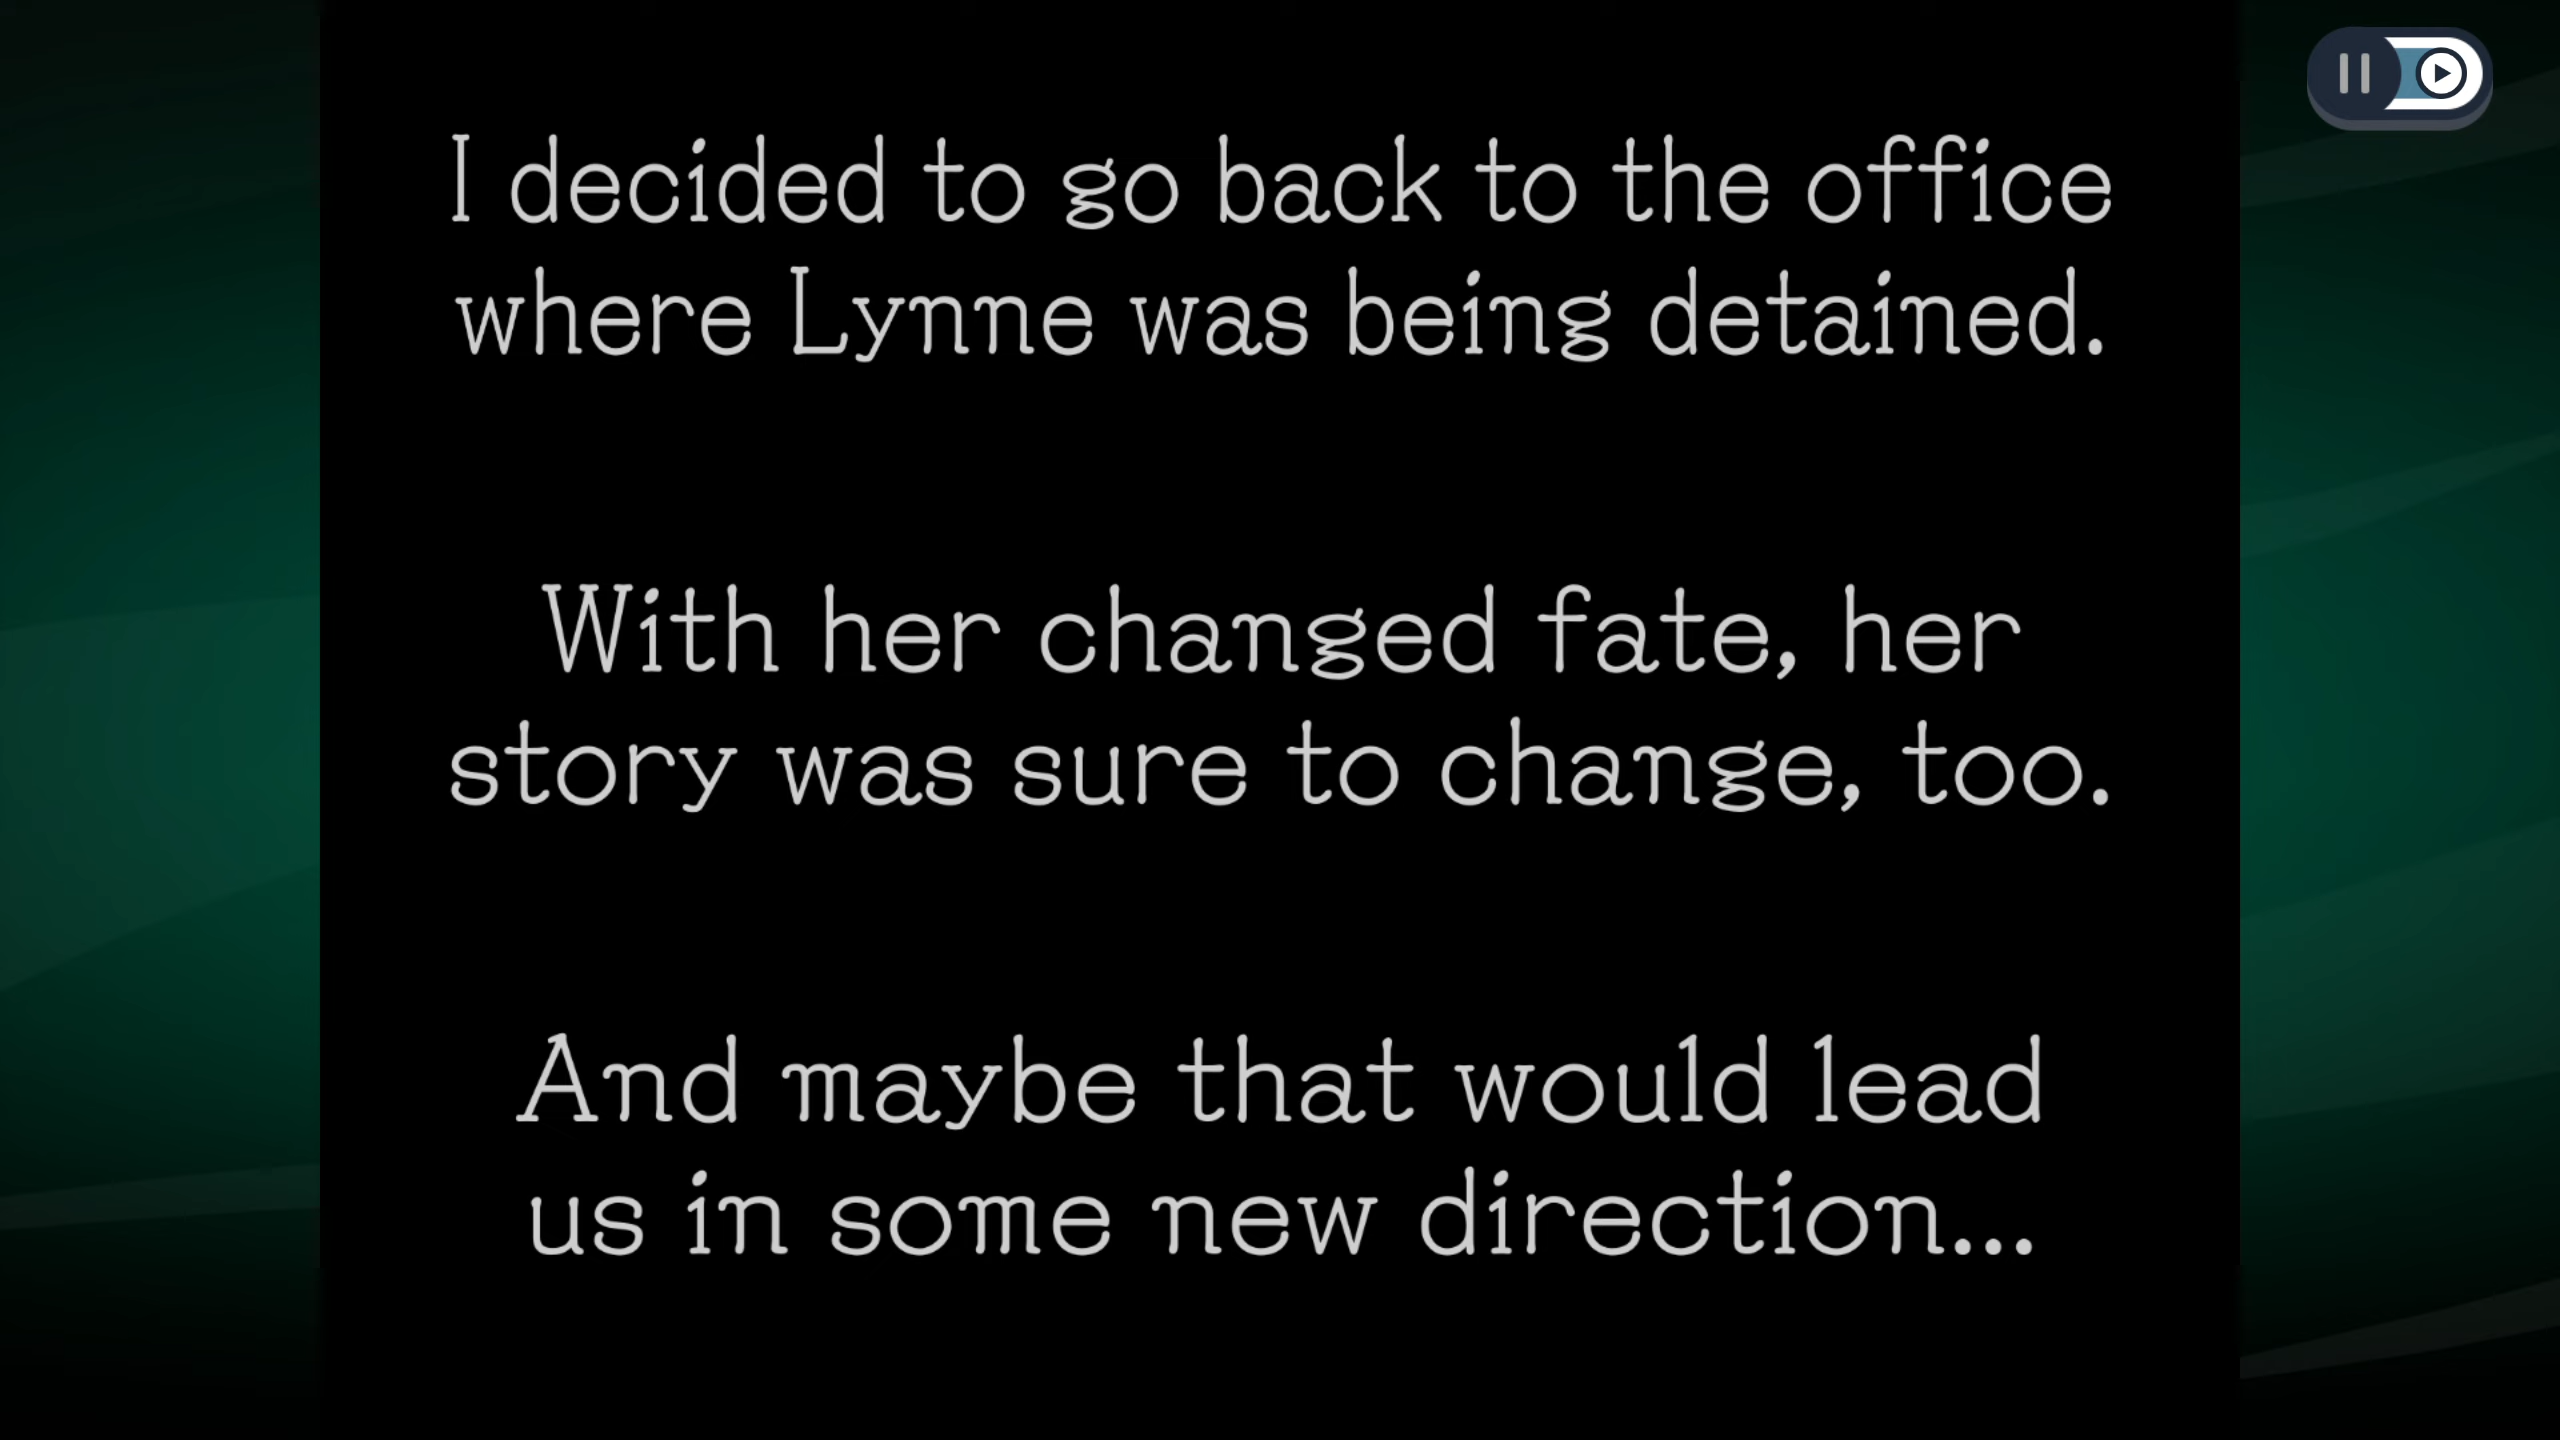 I decided to go back to the office
where Lynne was being detained.
With her changed fate, her
story was sure to change, too.
And maybe that would lead
us in some new direction...